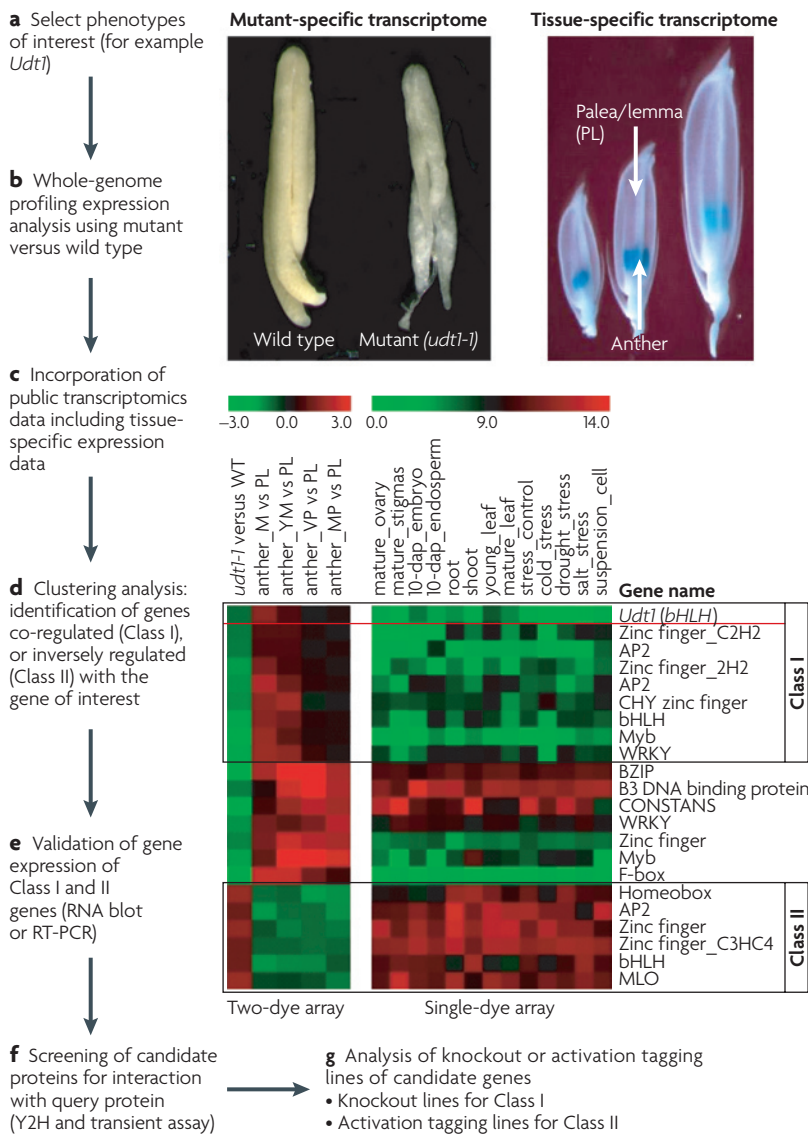 a Select phenotypes
of interest (for example
Udt1)
b Whole-genome
profiling expression
analysis using mutant
versus wild type
c Incorporation of
public transcriptomics
data including tissue-
specific expression
data
d Clustering analysis:
identification of genes
co-regulated (Class I),
or inversely regulated
(Class II) with the
gene of interest
e Validation of gene
expression of
Class I and II
genes (RNA blot
or RT-PCR)
f Screening of candidate
proteins for interaction
with query protein
(Y2H and transient assay)
g Analysis of knockout or activation tagging
lines of candidate genes
• Knockout lines for Class I
• Activation tagging lines for Class II
Mutant-specific transcriptome
Wild type
Mutant (udt1-1)
Tissue-specific transcriptome
Palea/lemma
(PL)
Anther
−3.0 0.0 3.0
0.0 9.0 14.0
udt1-1 versus WT
anther_M vs PL
anther_YM vs PL
anther_VP vs PL
anther_MP vs PL
mature_ovary
mature_stigmas
10-dap_embryo
10-dap_endosperm
root
shoot
young_leaf
mature_leaf
stress_control
cold_stress
drought_stress
salt_stress
suspension_cell
Gene name
Udt1 (bHLH)
Zinc finger_C2H2
AP2
Zinc finger_2H2
AP2
CHY zinc finger
bHLH
Myb
WRKY
BZIP
B3 DNA binding protein
CONSTANS
WRKY
Zinc finger
Myb
F-box
Homeobox
AP2
Zinc finger
Zinc finger_C3HC4
bHLH
MLO
Class I
Class II
Two-dye array
Single-dye array